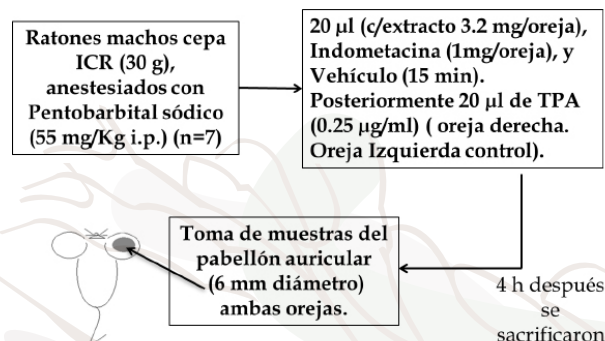 Ratones machos cepa
ICR (30 g),
anestesiados con
Pentobarbital sódico
(55 mg/Kg i.p.) (n=7)
20 µl (c/extracto 3.2 mg/oreja),
Indometacina (1mg/oreja), y
Vehículo (15 min).
Posteriormente 20 µl de TPA
(0.25 µg/ml) ( oreja derecha.
Oreja Izquierda control).
Toma de muestras del
pabellón auricular
(6 mm diámetro)
ambas orejas.
4 h después
se
sacrificaron